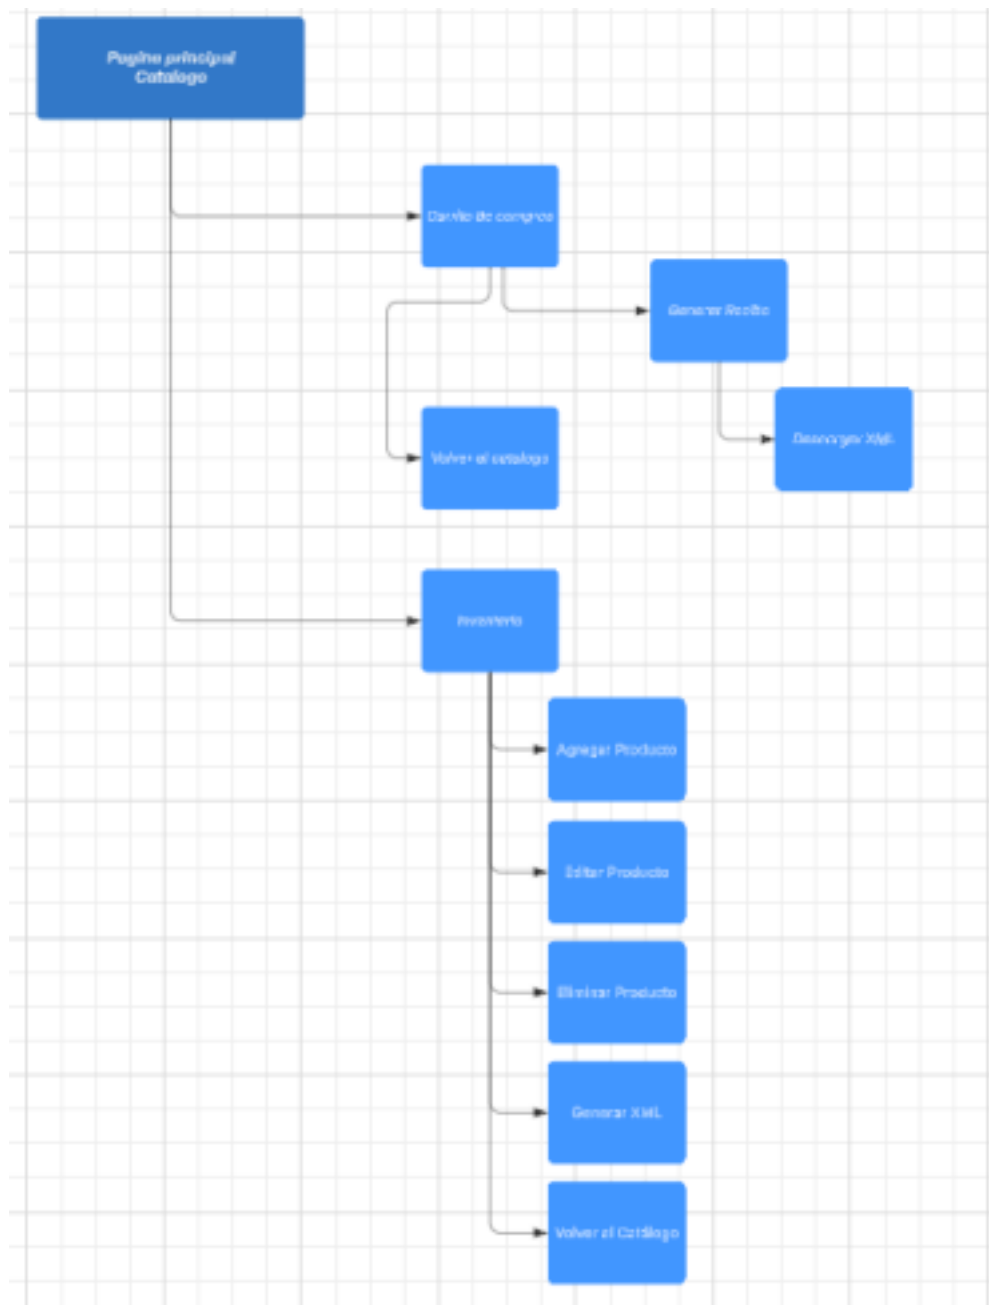 Pagina principal
Catalogo
Carrito de compras
Generar Recibo
Descargar XML
Volver al catalogo
Inventario
Agregar Producto
Editar Producto
Eliminar Producto
Generar XML
Volver al Catálogo